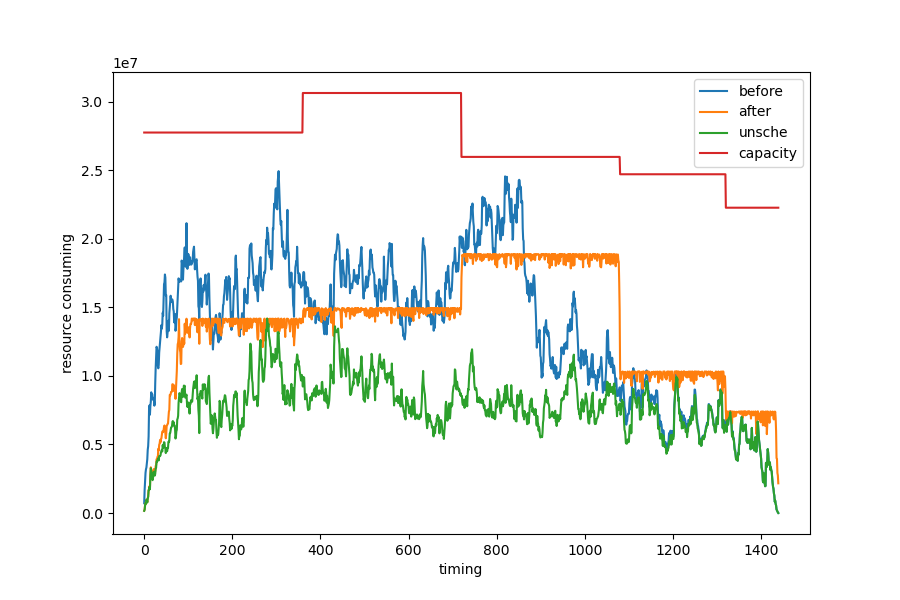 1e7
3.0
2.5
2.0
1.5
1.0
0.5
0.0
resource consuming
before
after
unsche
capacity
0 200 400 600 800 1000 1200 1400
timing